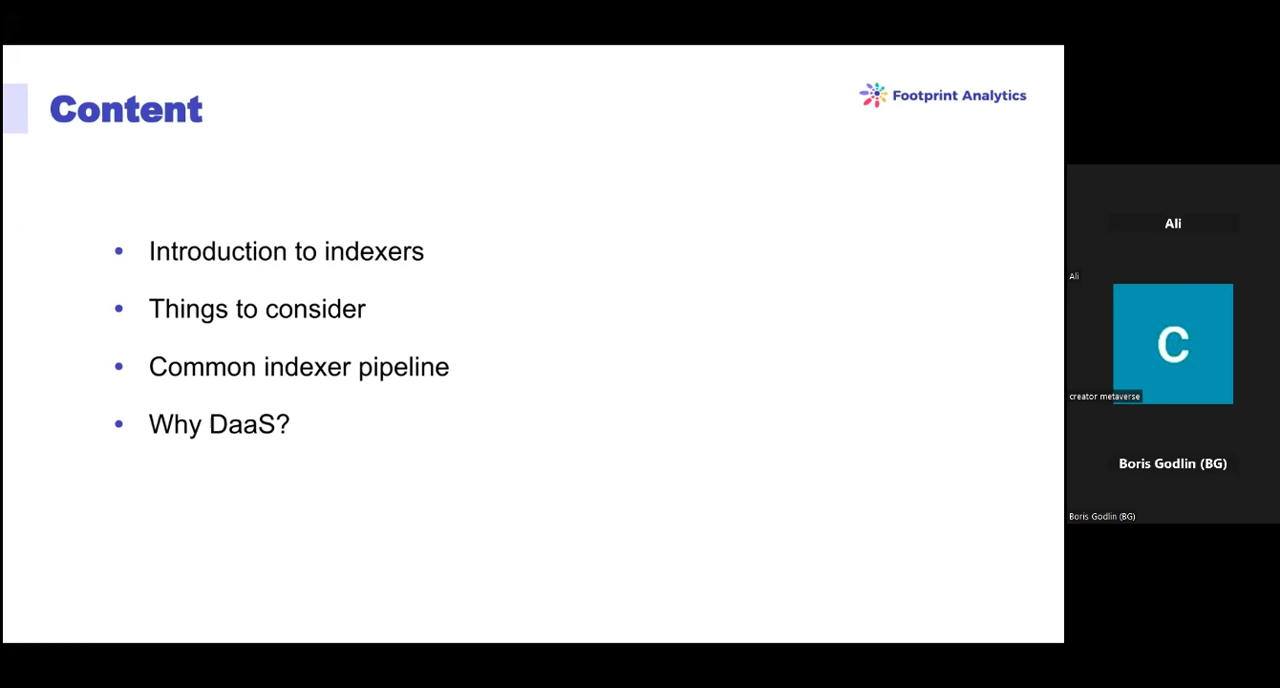 Content
Footprint Analytics
• Introduction to indexers
• Things to consider
• Common indexer pipeline
• Why DaaS?
Ali
Ali
C
creator metaverse
Boris Godlin (BG)
Boris Godlin (BG)